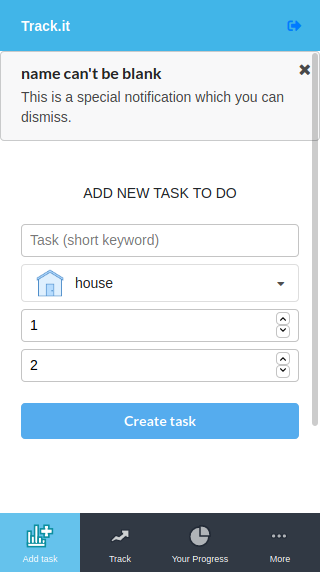 Track.it
name can't be blank
This is a special notification which you can
dismiss.
ADD NEW TASK TO DO
Task (short keyword)
house
1
2
Create task
Add task
Track
Your Progress
More